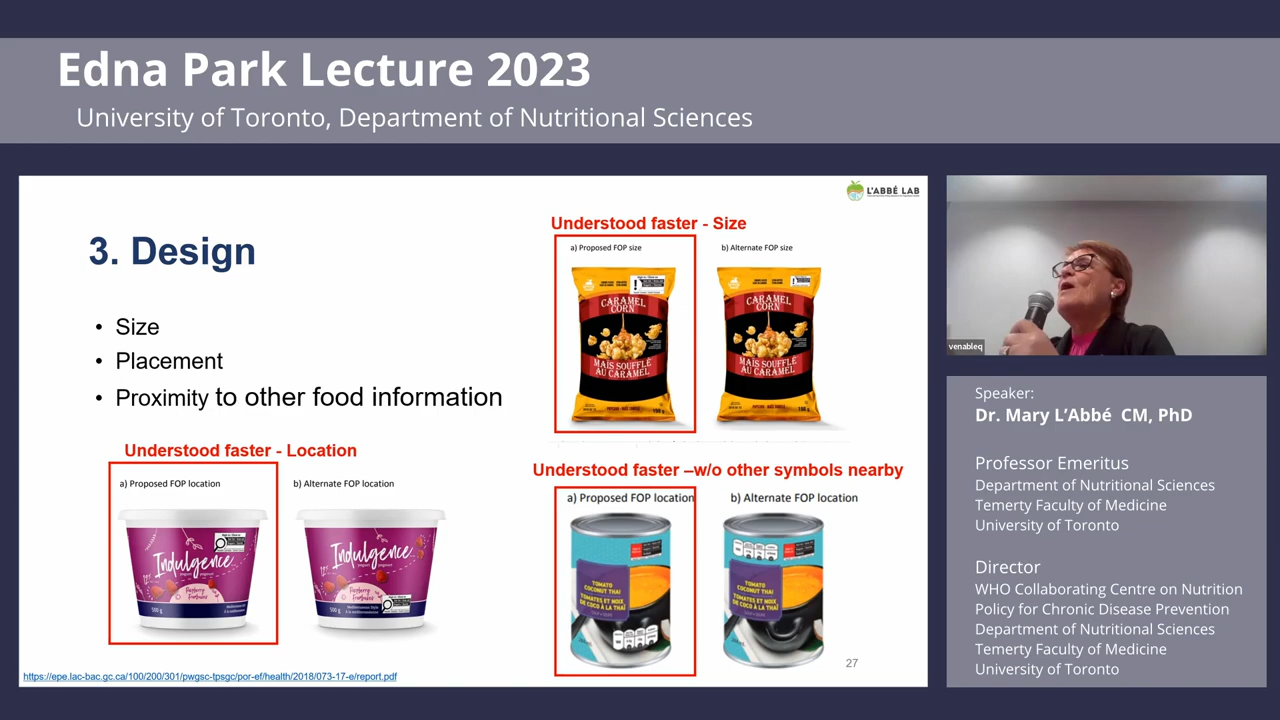 Edna Park Lecture 2023
University of Toronto, Department of Nutritional Sciences
L'ABBÉ LAB
3. Design
• Size
• Placement
• Proximity to other food information
Understood faster - Size
a) Proposed FOP size
b) Alternate FOP size
CARAMEL
CORN
MAIS SOUFFLÉ
AU CARAMEL
CARAMEL
CORN
MAIS SOUFFLÉ
AU CARAMEL
Understood faster - Location
a) Proposed FOP location
b) Alternate FOP location
Indulgence
500 g
Indulgence
500 g
Understood faster –w/o other symbols nearby
a) Proposed FOP location
b) Alternate FOP location
TOMATO
COCONUT THAI
TOMATES ET NOIX
DE COCO À LA THAÏ
TOMATO
COCONUT THAI
TOMATES ET NOIX
DE COCO À LA THAÏ
27
https://epe.lac-bac.gc.ca/100/200/301/pwgsc-tpsgc/por-ef/health/2018/073-17-e/report.pdf
venableq
Speaker:
Dr. Mary L'Abbé CM, PhD
Professor Emeritus
Department of Nutritional Sciences
Temerty Faculty of Medicine
University of Toronto
Director
WHO Collaborating Centre on Nutrition
Policy for Chronic Disease Prevention
Department of Nutritional Sciences
Temerty Faculty of Medicine
University of Toronto